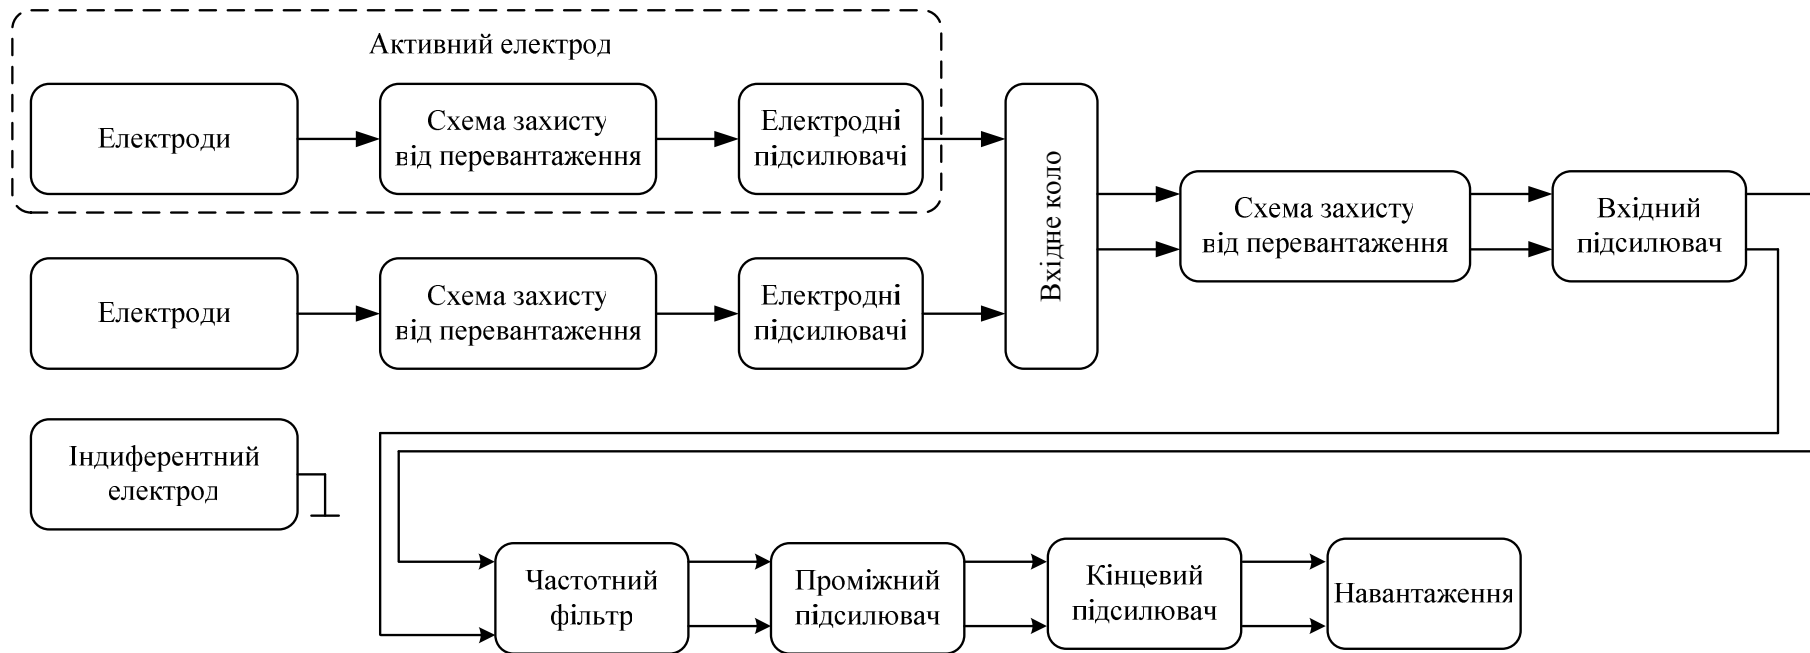 Активний електрод
Електроди
Схема захисту
від перевантаження
Електродні
підсилювачі
Вхідне коло
Схема захисту
від перевантаження
Вхідний
підсилювач
Електроди
Схема захисту
від перевантаження
Електродні
підсилювачі
Індиферентний
електрод
Частотний
фільтр
Проміжний
підсилювач
Кінцевий
підсилювач
Навантаження